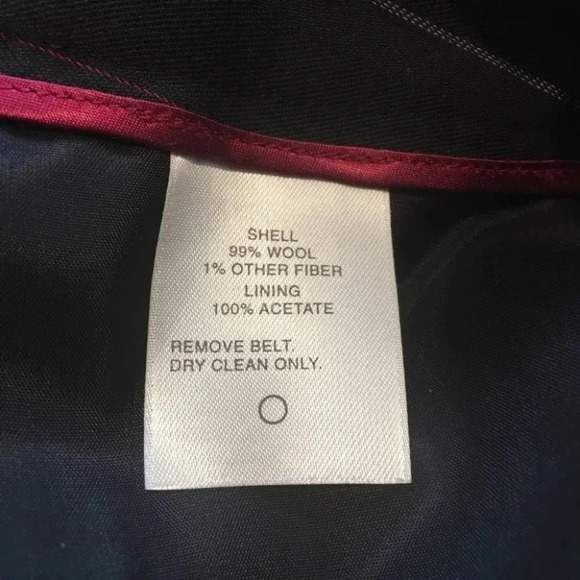 SHELL
99% WOOL
1% OTHER FIBER
LINING
100% ACETATE
REMOVE BELT.
DRY CLEAN ONLY.